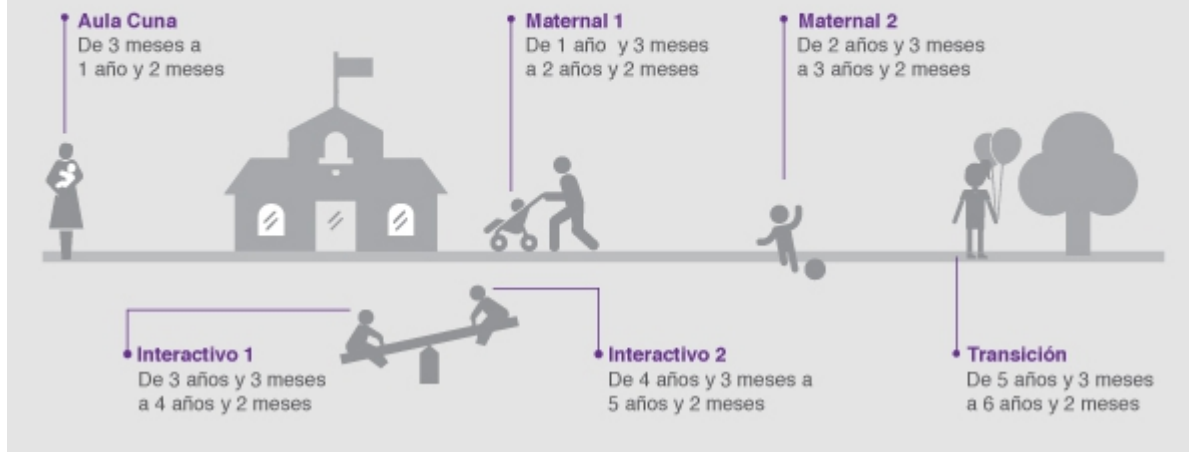 Aula Cuna
De 3 meses a
1 año y 2 meses
Maternal 1
De 1 año y 3 meses
a 2 años y 2 meses
Maternal 2
De 2 años y 3 meses
a 3 años y 2 meses
Interactivo 1
De 3 años y 3 meses
a 4 años y 2 meses
Interactivo 2
De 4 años y 3 meses a
5 años y 2 meses
Transición
De 5 años y 3 meses
a 6 años y 2 meses